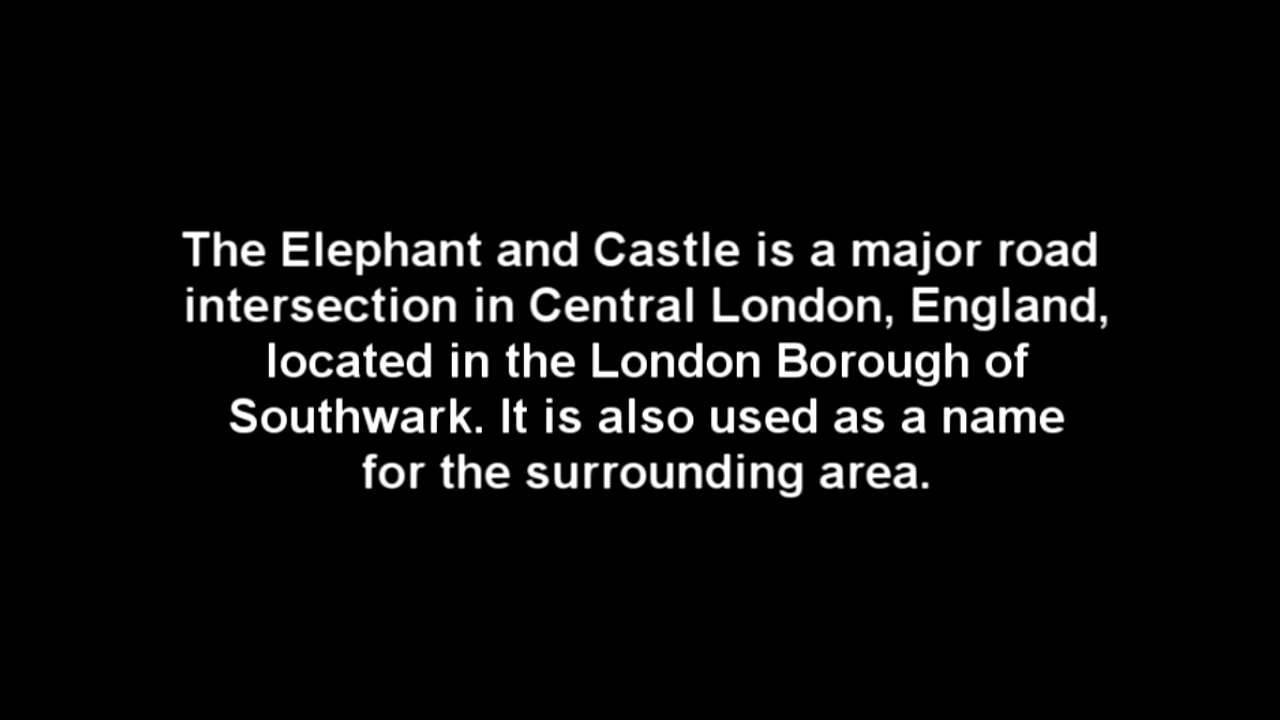 The Elephant and Castle is a major road
intersection in Central London, England,
located in the London Borough of
Southwark. It is also used as a name
for the surrounding area.